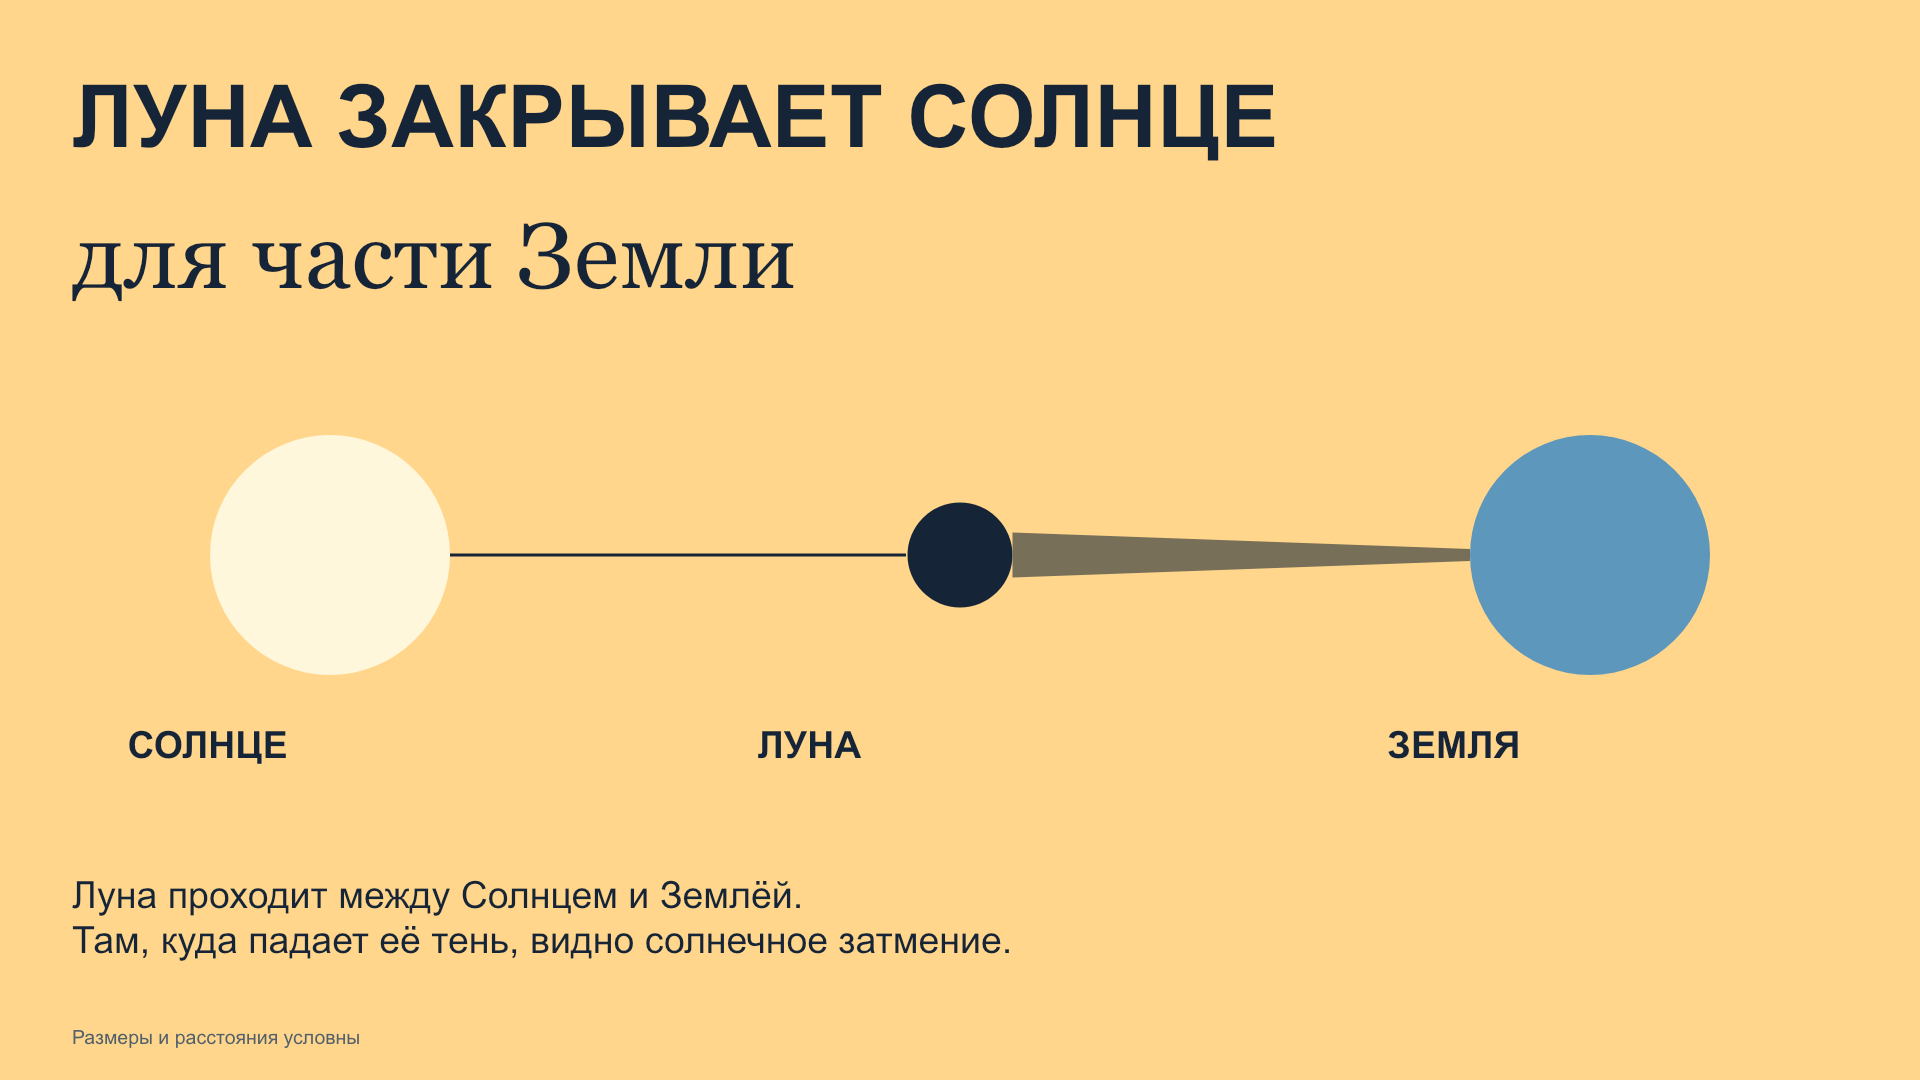 ЛУНА ЗАКРЫВАЕТ СОЛНЦЕ
для части Земли
СОЛНЦЕ
ЛУНА
ЗЕМЛЯ
Луна проходит между Солнцем и Землёй.
Там, куда падает её тень, видно солнечное затмение.
Размеры и расстояния условны